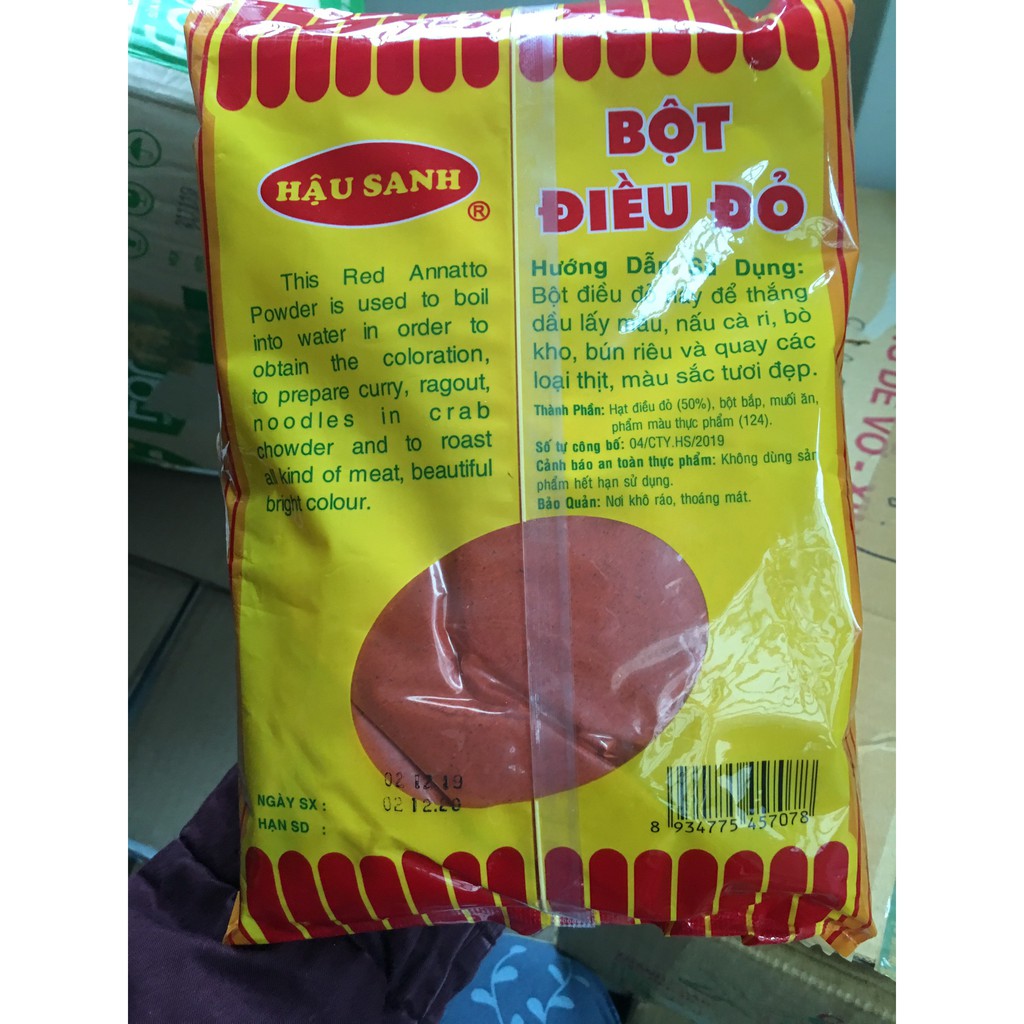 HẬU SANH ®
This Red Annatto
Powder is used to boil
into water in order to
obtain the coloration,
to prepare curry, ragout,
noodles in crab
chowder and to roast
all kind of meat, beautiful
bright colour.
BỘT
ĐIỀU ĐỎ
Hướng Dẫn Sử Dụng:
Bột điều đỏ này để thắng
dầu lấy màu, nấu cà ri, bò
kho, bún riêu và quay các
loại thịt, màu sắc tươi đẹp.
Thành Phần: Hạt điều đỏ (50%), bột bắp, muối ăn,
phẩm màu thực phẩm (124).
Số tự công bố: 04/CTY.HS/2019
Cảnh báo an toàn thực phẩm: Không dùng sản
phẩm hết hạn sử dụng.
Bảo Quản: Nơi khô ráo, thoáng mát.
02 12 19
NGÀY SX :
02 12.20
HẠN SD :
8 934775 457078
DE VO - X